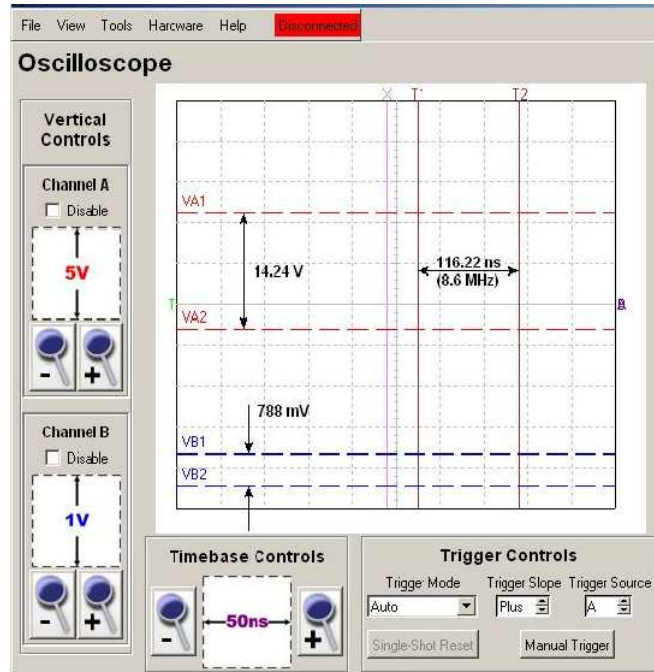 File View Tools Harcware Help Disconnected
Oscilloscope
Vertical
Controls
Channel A
Disable
5V
- +
Channel B
Disable
1V
- +
X T1 T2
VA1
14.24 V
116.22 ns
(8.6 MHz)
T
VA2
788 mV
VB1
VB2
Timebase Controls
- 50ns +
Trigger Controls
Trigger Mode Trigger Slope Trigger Source
Auto Plus A
Single-Shot Reset Manual Trigger